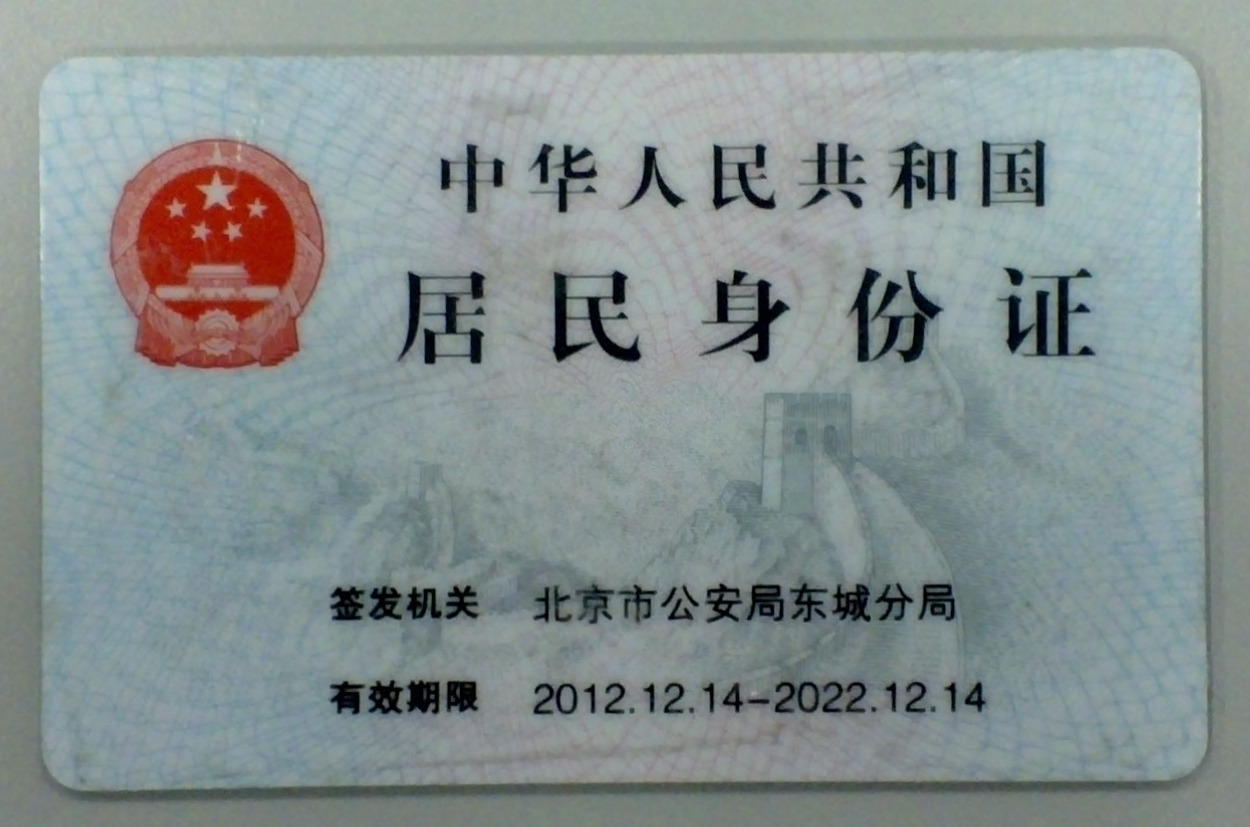 中华人民共和国
居民身份证
签发机关 北京市公安局东城分局
有效期限 2012.12.14-2022.12.14